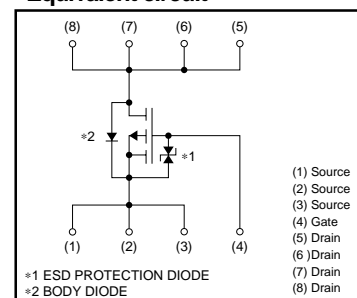 Equivalent circuit
(8) (7) (6) (5)
∗2
∗1
(1) (2) (3) (4)
(1) Source
(2) Source
(3) Source
(4) Gate
(5) Drain
(6 )Drain
(7) Drain
(8) Drain
∗1 ESD PROTECTION DIODE
∗2 BODY DIODE